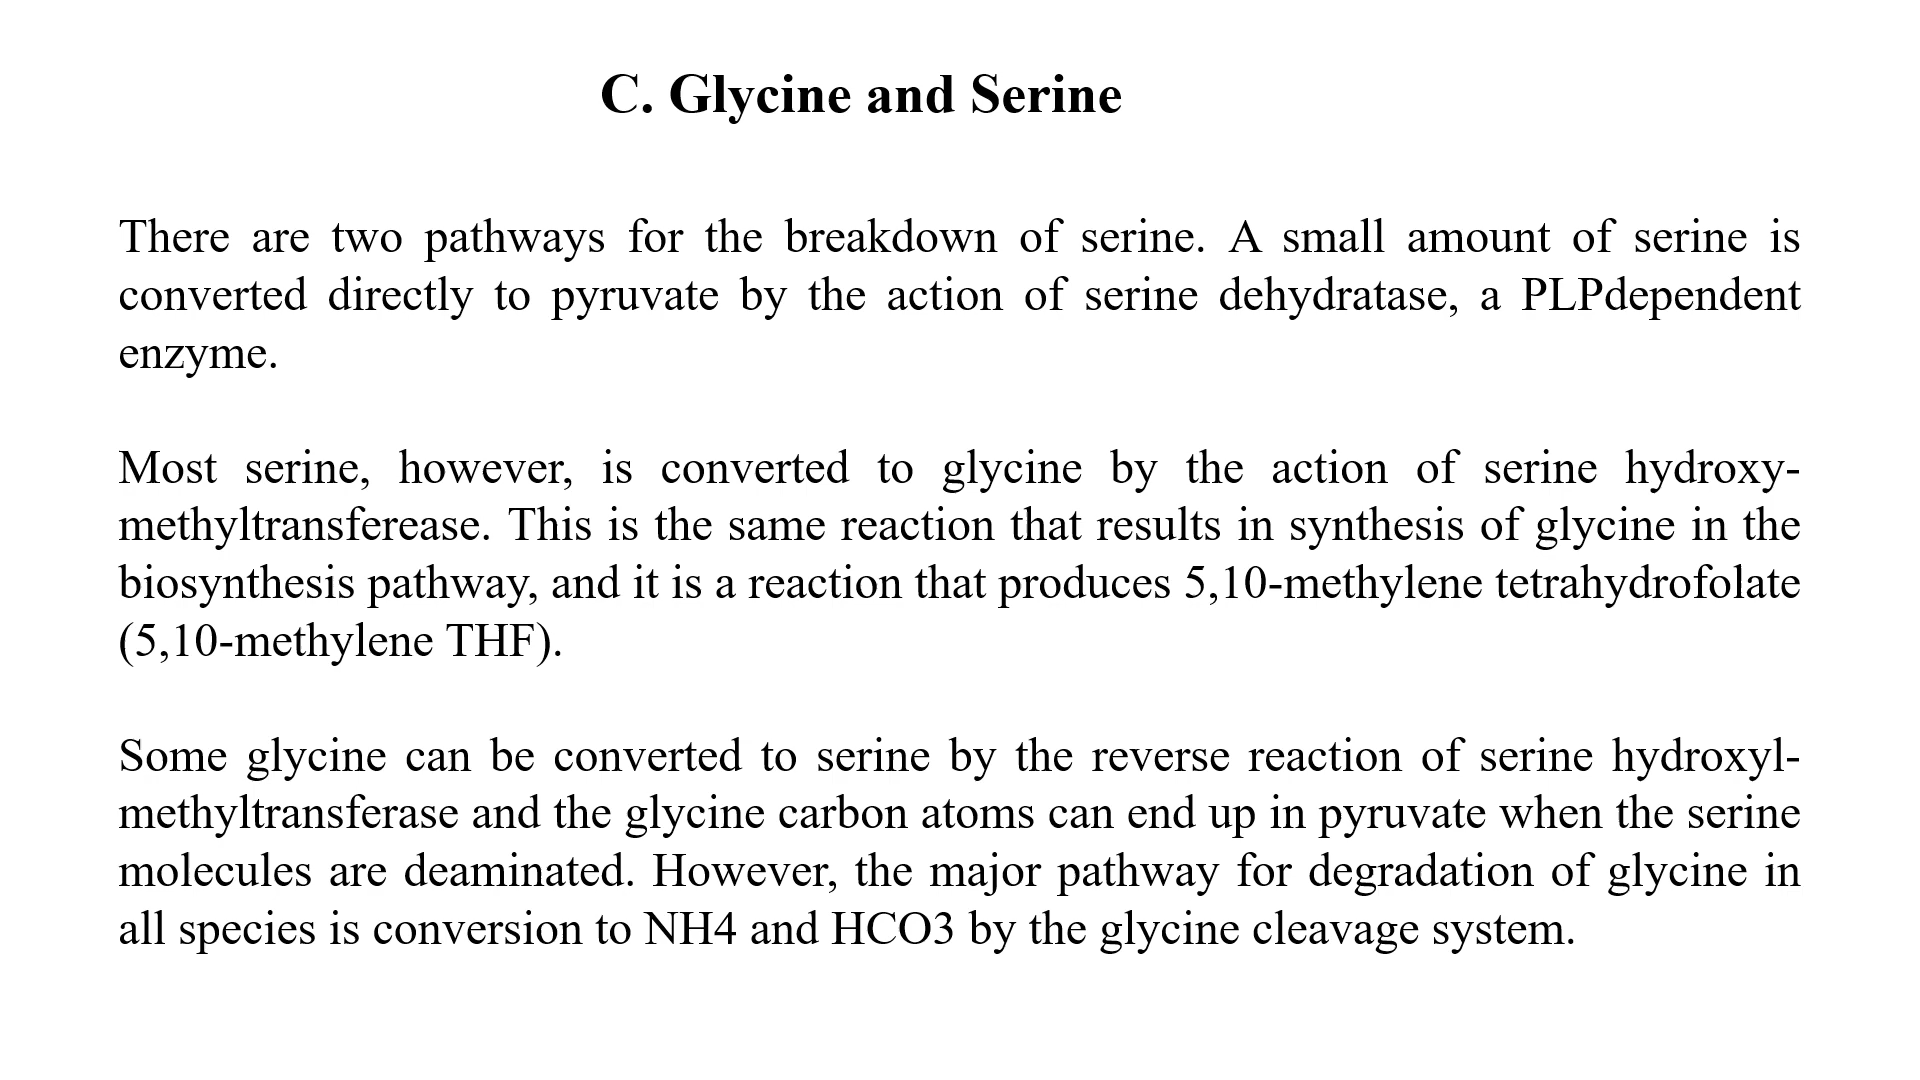 C. Glycine and Serine
There are two pathways for the breakdown of serine. A small amount of serine is
converted directly to pyruvate by the action of serine dehydratase, a PLPdependent
enzyme.
Most serine, however, is converted to glycine by the action of serine hydroxy-
methyltransferease. This is the same reaction that results in synthesis of glycine in the
biosynthesis pathway, and it is a reaction that produces 5,10-methylene tetrahydrofolate
(5,10-methylene THF).
Some glycine can be converted to serine by the reverse reaction of serine hydroxyl-
methyltransferase and the glycine carbon atoms can end up in pyruvate when the serine
molecules are deaminated. However, the major pathway for degradation of glycine in
all species is conversion to NH4 and HCO3 by the glycine cleavage system.